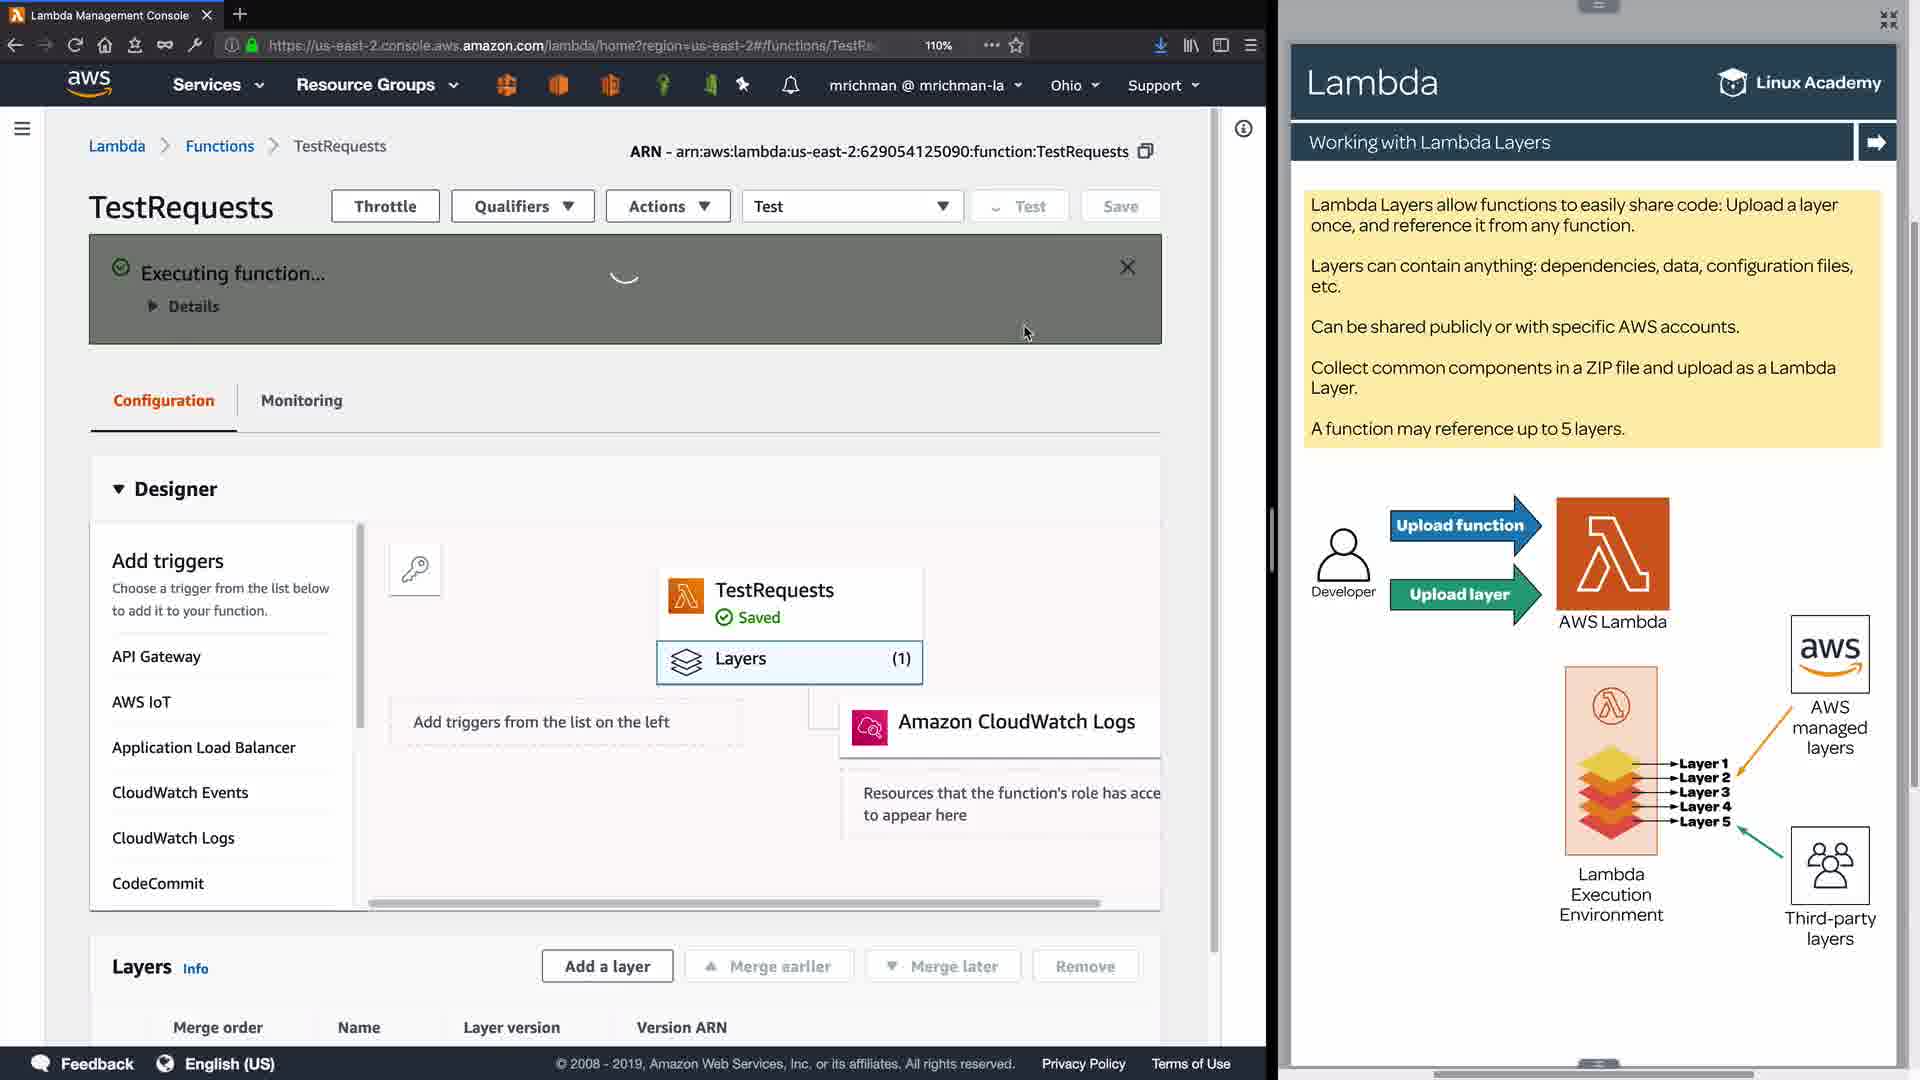 Lambda Management Console
https://us-east-2.console.aws.amazon.com/lambda/home?region=us-east-2#/functions/TestRe
110%
aws
Services
Resource Groups
mrichman @ mrichman-la
Ohio
Support
Lambda
Functions
TestRequests
ARN - arn:aws:lambda:us-east-2:629054125090:function:TestRequests
TestRequests
Throttle
Qualifiers
Actions
Test
Test
Save
Executing function...
Details
Configuration
Monitoring
Designer
Add triggers
Choose a trigger from the list below
to add it to your function.
API Gateway
AWS IoT
Application Load Balancer
CloudWatch Events
CloudWatch Logs
CodeCommit
TestRequests
Saved
Layers
(1)
Add triggers from the list on the left
Amazon CloudWatch Logs
Resources that the function's role has acce
to appear here
Layers
Info
Add a layer
Merge earlier
Merge later
Remove
Merge order
Name
Layer version
Version ARN
Feedback
English (US)
© 2008 - 2019, Amazon Web Services, Inc. or its affiliates. All rights reserved.
Privacy Policy
Terms of Use
Lambda
Linux Academy
Working with Lambda Layers
Lambda Layers allow functions to easily share code: Upload a layer
once, and reference it from any function.
Layers can contain anything: dependencies, data, configuration files,
etc.
Can be shared publicly or with specific AWS accounts.
Collect common components in a ZIP file and upload as a Lambda
Layer.
A function may reference up to 5 layers.
Upload function
Upload layer
Developer
AWS Lambda
aws
AWS
managed
layers
Layer 1
Layer 2
Layer 3
Layer 4
Layer 5
Lambda
Execution
Environment
Third-party
layers